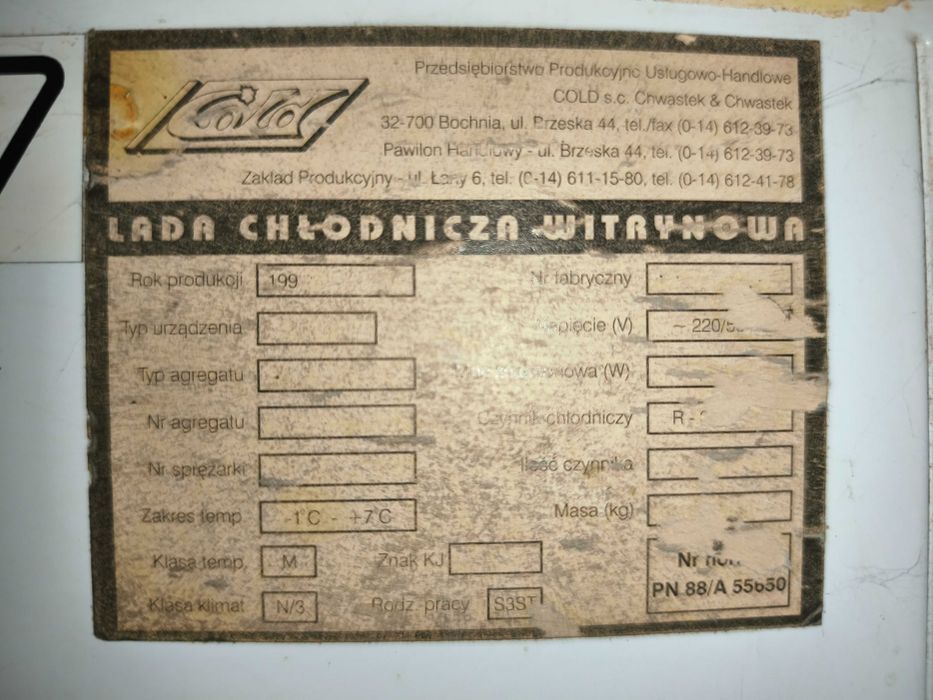 Cold
Przedsiębiorstwo Produkcyjno Usługowo-Handlowe
COLD s.c. Chwastek & Chwastek
32-700 Bochnia, ul. Brzeska 44, tel./fax (0-14) 612-39-73
Pawilon Handlowy - ul. Brzeska 44, tel. (0-14) 612-39-73
Zakład Produkcyjny - ul. Łany 6, tel. (0-14) 611-15-80, tel. (0-14) 612-41-78
LADA CHŁODNICZA WITRYNOWA
Rok produkcji 199 Nr fabryczny
Typ urządzenia Napięcie (V) ~ 220/5
Typ agregatu (W)
Nr agregatu Czynnik chłodniczy R -
Nr sprężarki Ilość czynnika
Zakres temp. -1°C - +7°C Masa (kg)
Klasa temp. M Znak KJ Nr
Klasa klimat N/3 Rodz. pracy S3ST PN 88/A 55650